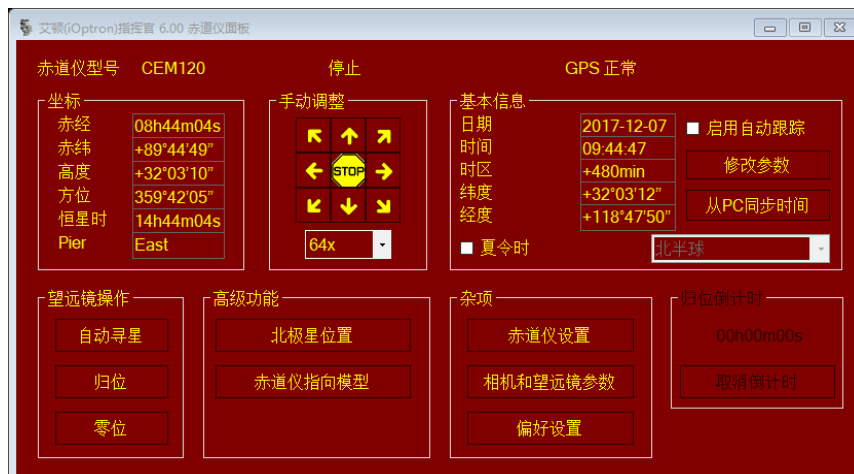 艾顿(iOptron)指挥官 6.00 赤道仪面板
赤道仪型号 CEM120 停止 GPS 正常
坐标
赤经 08h44m04s
赤纬 +89°44'49"
高度 +32°03'10"
方位 359°42'05"
恒星时 14h44m04s
Pier East
手动调整
STOP
64x
基本信息
日期 2017-12-07
时间 09:44:47
时区 +480min
纬度 +32°03'12"
经度 +118°47'50"
启用自动跟踪
修改参数
从PC同步时间
夏令时
北半球
望远镜操作
自动寻星
归位
零位
高级功能
北极星位置
赤道仪指向模型
杂项
赤道仪设置
相机和望远镜参数
偏好设置
归位倒计时
00h00m00s
取消倒计时